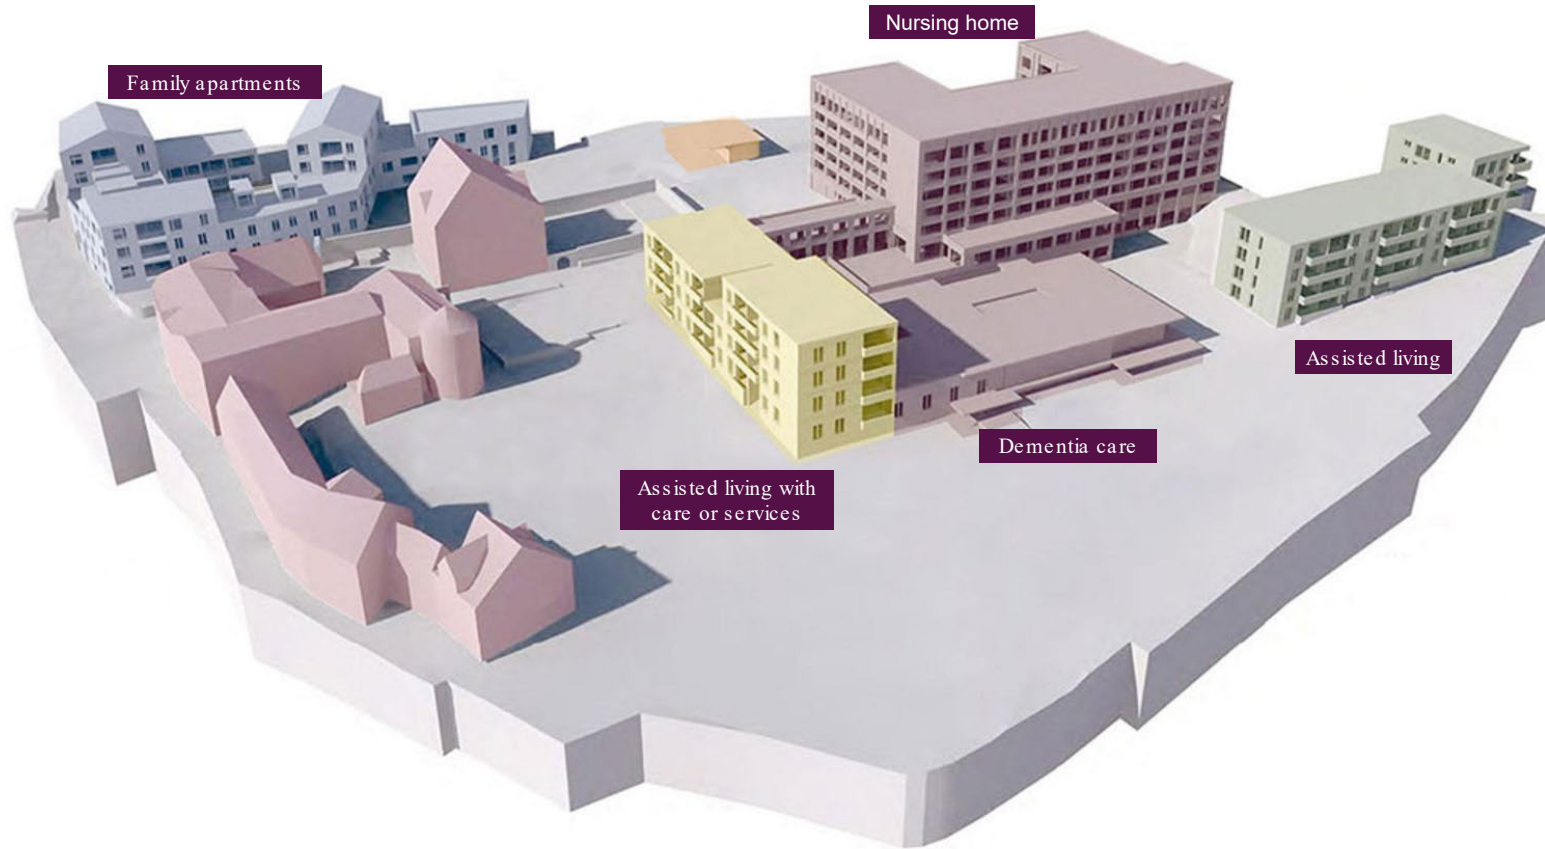 Nursing home
Family apartments
Assisted living
Dementia care
Assisted living with
care or services